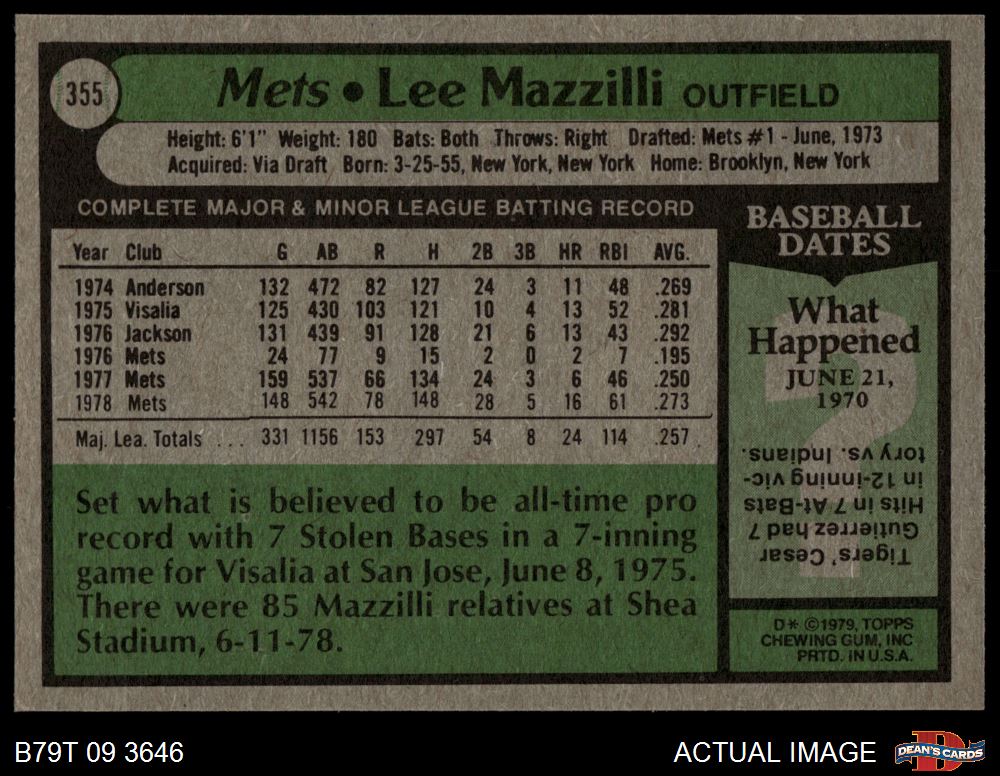 355
Mets • Lee Mazzilli OUTFIELD
Height: 6'1" Weight: 180 Bats: Both Throws: Right Drafted: Mets #1 - June, 1973
Acquired: Via Draft Born: 3-25-55, New York, New York Home: Brooklyn, New York
COMPLETE MAJOR & MINOR LEAGUE BATTING RECORD
Year Club G AB R H 2B 3B HR RBI AVG.
1974 Anderson 132 472 82 127 24 3 11 48 .269
1975 Visalia 125 430 103 121 10 4 13 52 .281
1976 Jackson 131 439 91 128 21 6 13 43 .292
1976 Mets 24 77 9 15 2 0 2 7 .195
1977 Mets 159 537 66 134 24 3 6 46 .250
1978 Mets 148 542 78 148 28 5 16 61 .273
Maj. Lea. Totals ... 331 1156 153 297 54 8 24 114 .257
Set what is believed to be all-time pro
record with 7 Stolen Bases in a 7-inning
game for Visalia at San Jose, June 8, 1975.
There were 85 Mazzilli relatives at Shea
Stadium, 6-11-78.
BASEBALL
DATES
What
Happened
JUNE 21,
1970
Tigers' Cesar
Gutierrez had 7
Hits in 7 At-Bats
in 12-inning vic-
tory vs. Indians.
D* ©1979, TOPPS
CHEWING GUM, INC
PRTD. IN U.S.A.
B79T 09 3646
ACTUAL IMAGE
DEAN'S CARDS